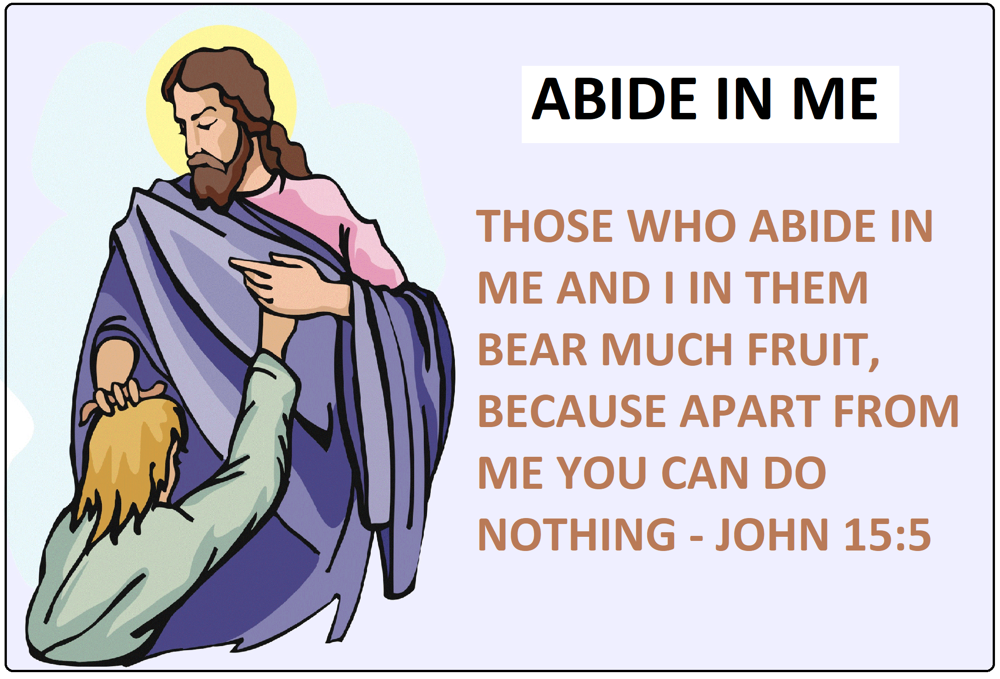 ABIDE IN ME
THOSE WHO ABIDE IN
ME AND I IN THEM
BEAR MUCH FRUIT,
BECAUSE APART FROM
ME YOU CAN DO
NOTHING - JOHN 15:5